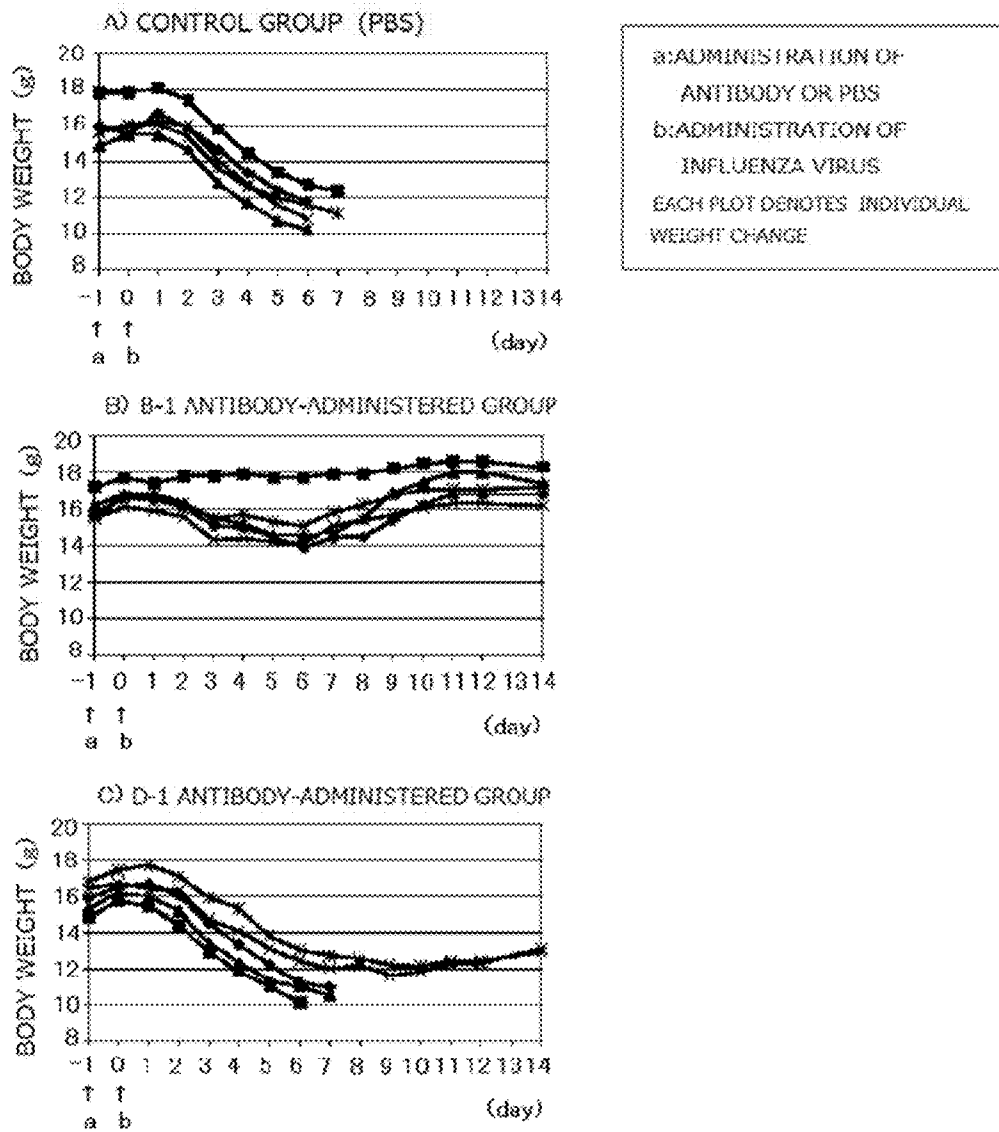 A) CONTROL GROUP (PBS)
BODY WEIGHT (g)
20
18
16
14
12
10
8
-1 0 1 2 3 4 5 6 7 8 9 10 11 12 13 14
↑ ↑
a b
(day)
a:ADMINISTRATION OF
ANTIBODY OR PBS
b:ADMINISTRATION OF
INFLUENZA VIRUS
EACH PLOT DENOTES INDIVIDUAL
WEIGHT CHANGE
B) B-1 ANTIBODY-ADMINISTERED GROUP
BODY WEIGHT (g)
20
18
16
14
12
10
8
-1 0 1 2 3 4 5 6 7 8 9 10 11 12 13 14
↑ ↑
a b
(day)
C) D-1 ANTIBODY-ADMINISTERED GROUP
BODY WEIGHT (g)
20
18
16
14
12
10
8
-1 0 1 2 3 4 5 6 7 8 9 10 11 12 13 14
↑ ↑
a b
(day)